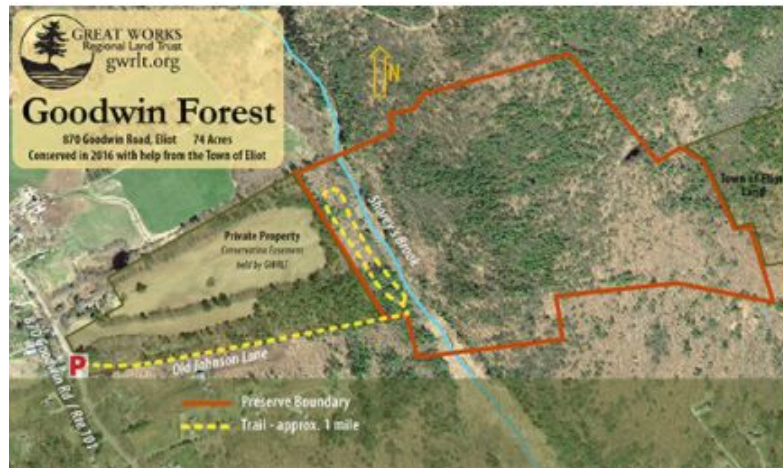 GREAT WORKS
Regional Land Trust
gwrlt.org
Goodwin Forest
870 Goodwin Road, Eliot 74 Acres
Conserved in 2016 with help from the Town of Eliot
N
Town of Eliot
Land
Shorey's Brook
Private Property
Conservation Easement
held by GWRLT
P
Old Johnson Lane
870 Goodwin Rd / Rte 101
Preserve Boundary
Trail - approx. 1 mile